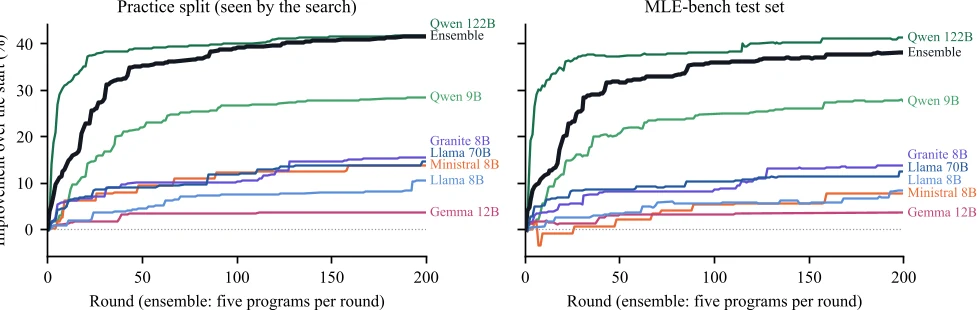 Practice split (seen by the search)
Improvement over the start (%)
40
30
20
10
0
0
50
100
150
200
Round (ensemble: five programs per round)
Qwen 122B
Ensemble
Qwen 9B
Granite 8B
Llama 70B
Ministral 8B
Llama 8B
Gemma 12B
MLE-bench test set
0
50
100
150
200
Round (ensemble: five programs per round)
Qwen 122B
Ensemble
Qwen 9B
Granite 8B
Llama 70B
Llama 8B
Ministral 8B
Gemma 12B